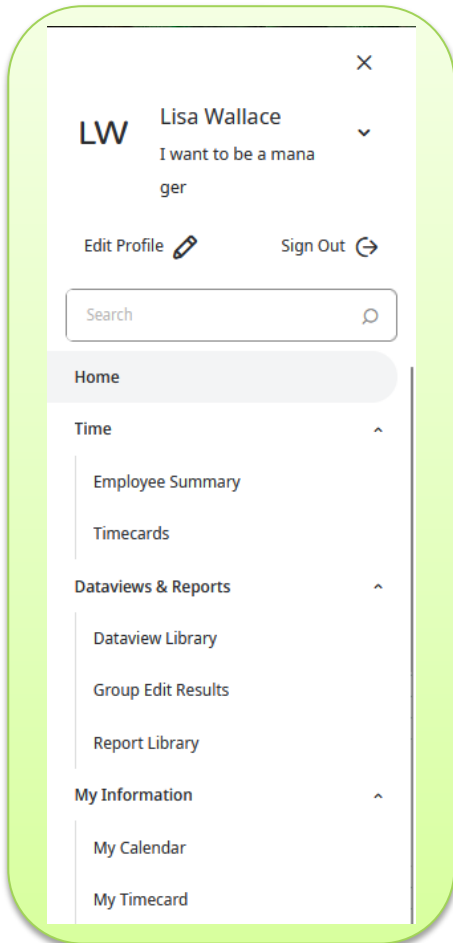 LW
Lisa Wallace
I want to be a mana
ger
Edit Profile
Sign Out
Search
Home
Time
Employee Summary
Timecards
Dataviews & Reports
Dataview Library
Group Edit Results
Report Library
My Information
My Calendar
My Timecard